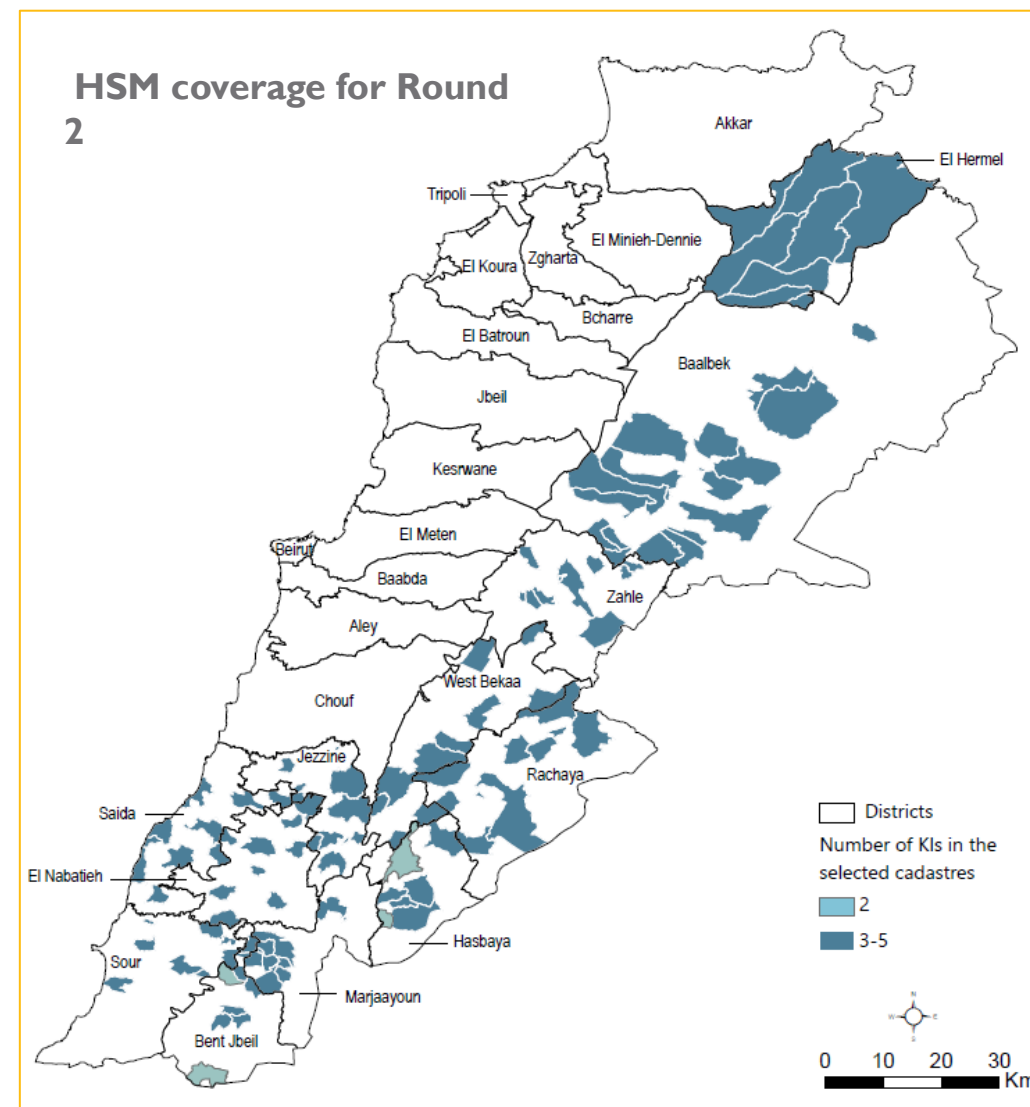 HSM coverage for Round
2
Akkar
El Hermel
Tripoli
El Minieh-Dennie
Zgharta
El Koura
Bcharre
El Batroun
Baalbek
Jbeil
Kesrwane
El Meten
Beirut
Baabda
Zahle
Aley
West Bekaa
Chouf
Jezzine
Rachaya
Saida
El Nabatieh
Hasbaya
Sour
Marjaayoun
Bent Jbeil
Districts
Number of KIs in the
selected cadastres
2
3-5
N
W E
S
0 10 20 30
Km